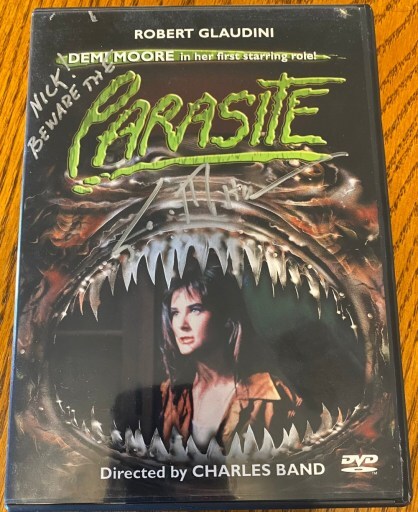 ROBERT GLAUDINI
DEMI MOORE in her first starring role!
NICK!
BEWARE THE
PARASITE
Directed by CHARLES BAND
DVD